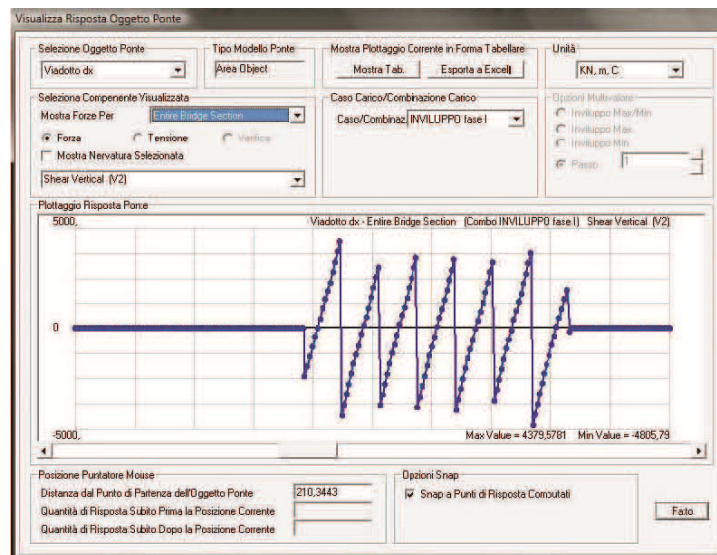 Visualizza Risposta Oggetto Ponte
Selezione Oggetto Ponte
Viadotto dx
Tipo Modello Ponte
Area Object
Mostra Plottaggio Corrente in Forma Tabellare
Mostra Tab.
Esporta a Excell
Unità
KN, m, C
Seleziona Componente Visualizzata
Mostra Forze Per
Entire Bridge Section
Forza
Tensione
Verifica
Mostra Nervatura Selezionata
Shear Vertical (V2)
Caso Carico/Combinazione Carico
Caso/Combinaz.
INVILUPPO fase I
Opzioni Multivalore
Inviluppo Max/Min
Inviluppo Max
Inviluppo Min
Passo
1
Plottaggio Risposta Ponte
5000,
Viadotto dx - Entire Bridge Section (Combo INVILUPPO fase I) Shear Vertical (V2)
0
-5000,
Max Value = 4379,5781 Min Value = -4805,79
Posizione Puntatore Mouse
Distanza dal Punto di Partenza dell'Oggetto Ponte
210,3443
Quantità di Risposta Subito Prima la Posizione Corrente
Quantità di Risposta Subito Dopo la Posizione Corrente
Opzioni Snap
Snap a Punti di Risposta Computati
Fatto